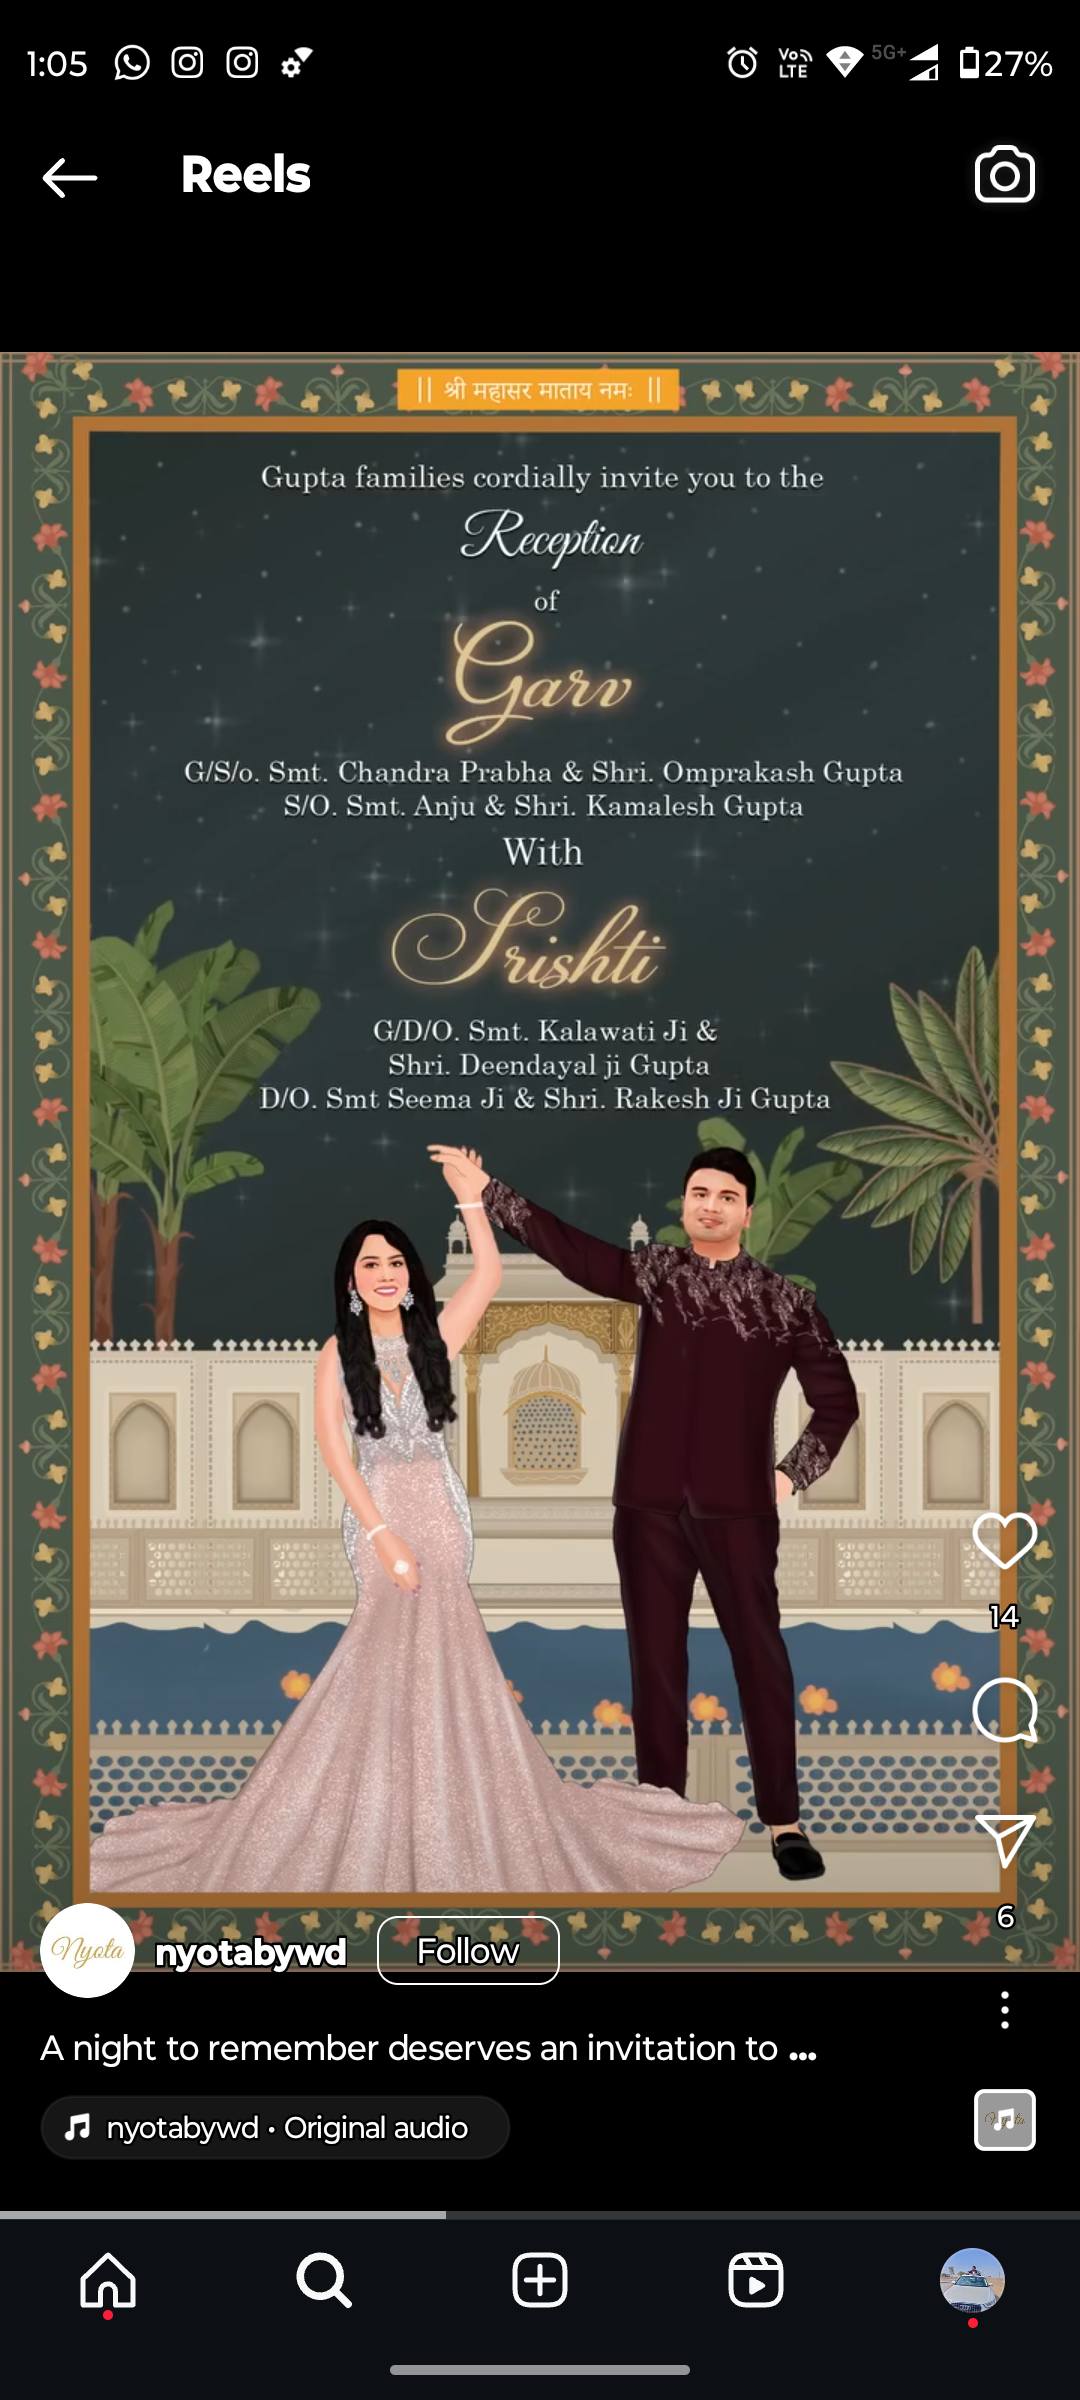 1:05
Vo
LTE
5G+
27%
Reels
|| श्री महासर माताय नमः ||
Gupta families cordially invite you to the
Reception
of
Garv
G/S/o. Smt. Chandra Prabha & Shri. Omprakash Gupta
S/O. Smt. Anju & Shri. Kamalesh Gupta
With
Srishti
G/D/O. Smt. Kalawati Ji &
Shri. Deendayal ji Gupta
D/O. Smt Seema Ji & Shri. Rakesh Ji Gupta
14
6
Nyota
nyotabywd
Follow
A night to remember deserves an invitation to ...
nyotabywd • Original audio